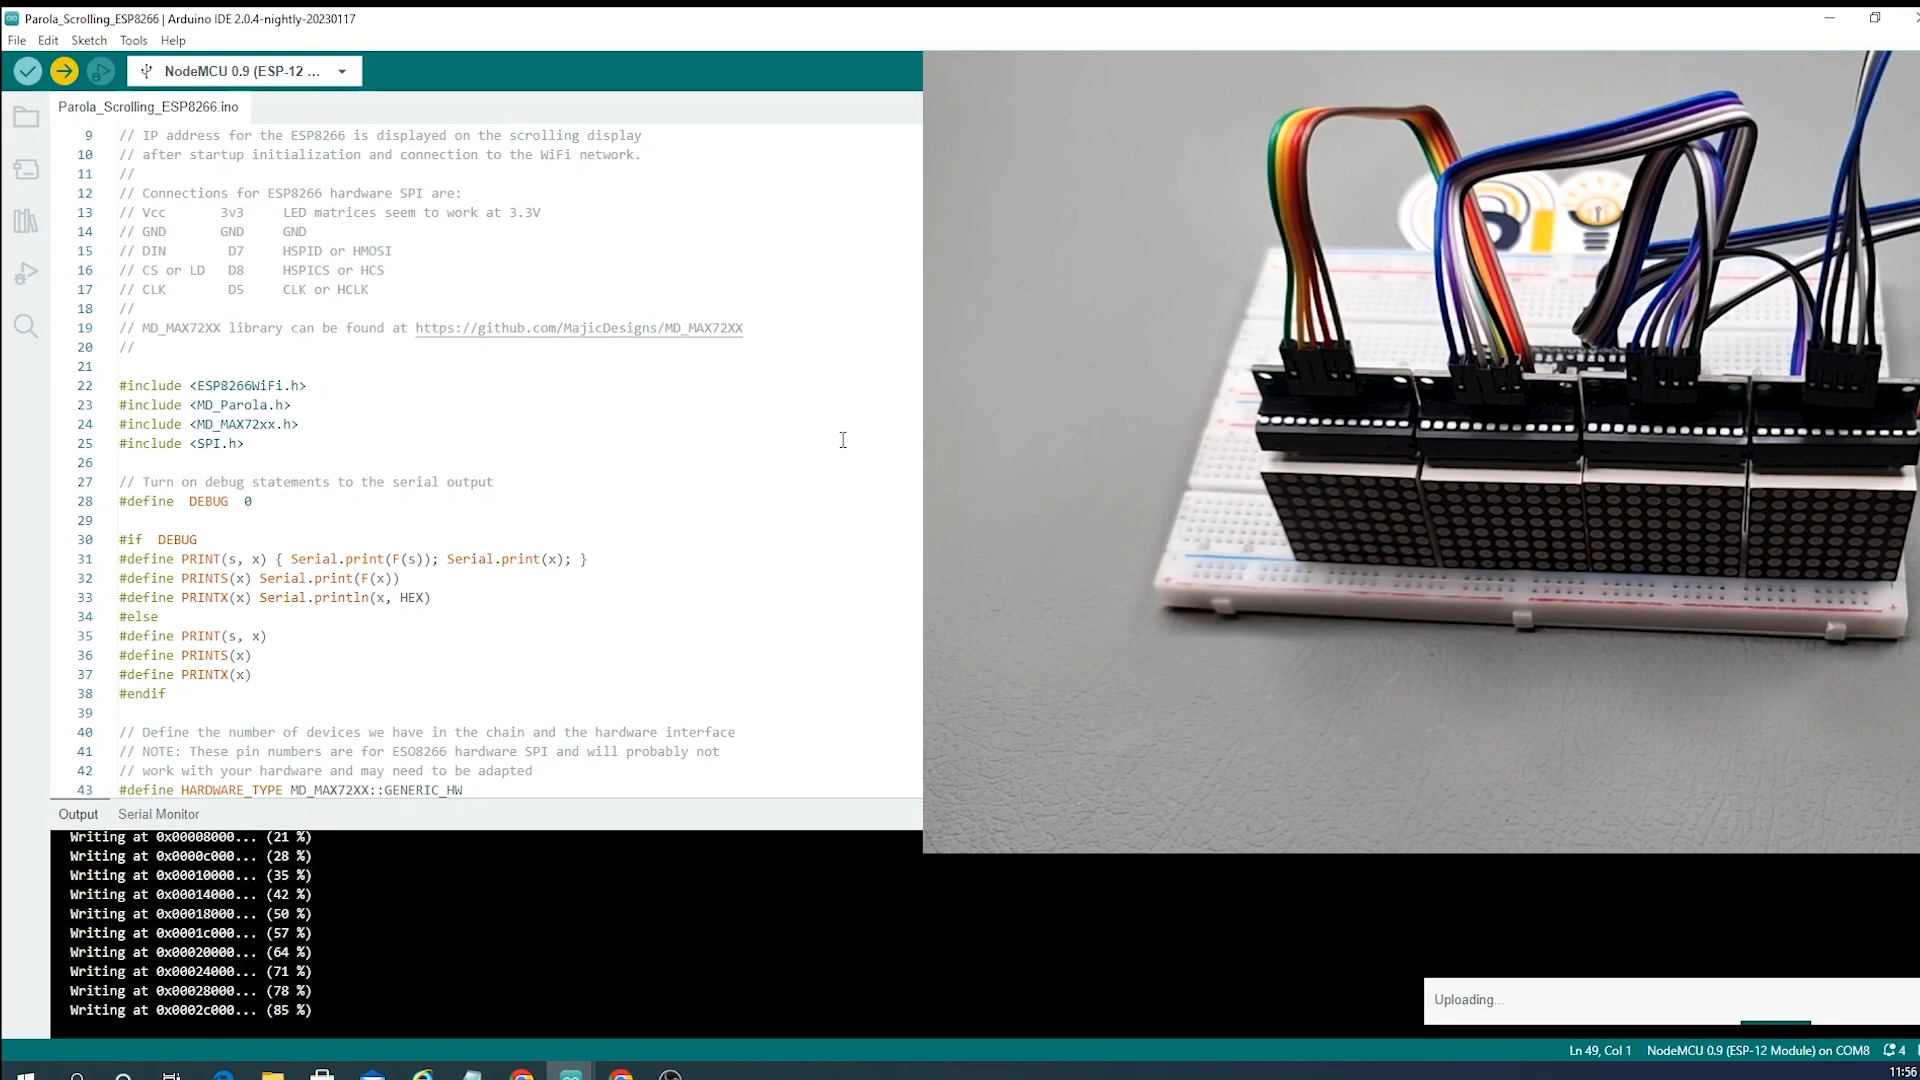 Parola_Scrolling_ESP8266 | Arduino IDE 2.0.4-nightly-20230117
File Edit Sketch Tools Help
NodeMCU 0.9 (ESP-12 ...
Parola_Scrolling_ESP8266.ino
9 // IP address for the ESP8266 is displayed on the scrolling display
10 // after startup initialization and connection to the WiFi network.
11 //
12 // Connections for ESP8266 hardware SPI are:
13 // Vcc 3v3 LED matrices seem to work at 3.3V
14 // GND GND GND
15 // DIN D7 HSPID or HMOSI
16 // CS or LD D8 HSPICS or HCS
17 // CLK D5 CLK or HCLK
18 //
19 // MD_MAX72XX library can be found at https://github.com/MajicDesigns/MD_MAX72XX
20 //
21
22 #include <ESP8266WiFi.h>
23 #include <MD_Parola.h>
24 #include <MD_MAX72xx.h>
25 #include <SPI.h>
26
27 // Turn on debug statements to the serial output
28 #define DEBUG 0
29
30 #if DEBUG
31 #define PRINT(s, x) { Serial.print(F(s)); Serial.print(x); }
32 #define PRINTS(x) Serial.print(F(x))
33 #define PRINTX(x) Serial.println(x, HEX)
34 #else
35 #define PRINT(s, x)
36 #define PRINTS(x)
37 #define PRINTX(x)
38 #endif
39
40 // Define the number of devices we have in the chain and the hardware interface
41 // NOTE: These pin numbers are for ESO8266 hardware SPI and will probably not
42 // work with your hardware and may need to be adapted
43 #define HARDWARE_TYPE MD_MAX72XX::GENERIC_HW
Output Serial Monitor
Writing at 0x00008000... (21 %)
Writing at 0x0000c000... (28 %)
Writing at 0x00010000... (35 %)
Writing at 0x00014000... (42 %)
Writing at 0x00018000... (50 %)
Writing at 0x0001c000... (57 %)
Writing at 0x00020000... (64 %)
Writing at 0x00024000... (71 %)
Writing at 0x00028000... (78 %)
Writing at 0x0002c000... (85 %)
Uploading...
Ln 49, Col 1 NodeMCU 0.9 (ESP-12 Module) on COM8 4
11:56